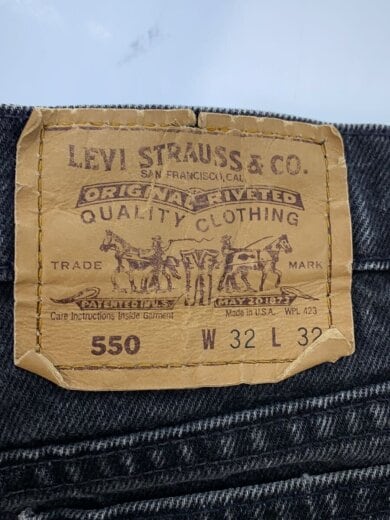 LEVI STRAUSS & CO.
SAN FRANCISCO, CAL.
ORIGINAL RIVETED
QUALITY CLOTHING
TRADE MARK
PATENTED IN U.S. MAY 20 1873
Care Instructions Inside Garment Made in U.S.A. WPL 423
550 W 32 L 32